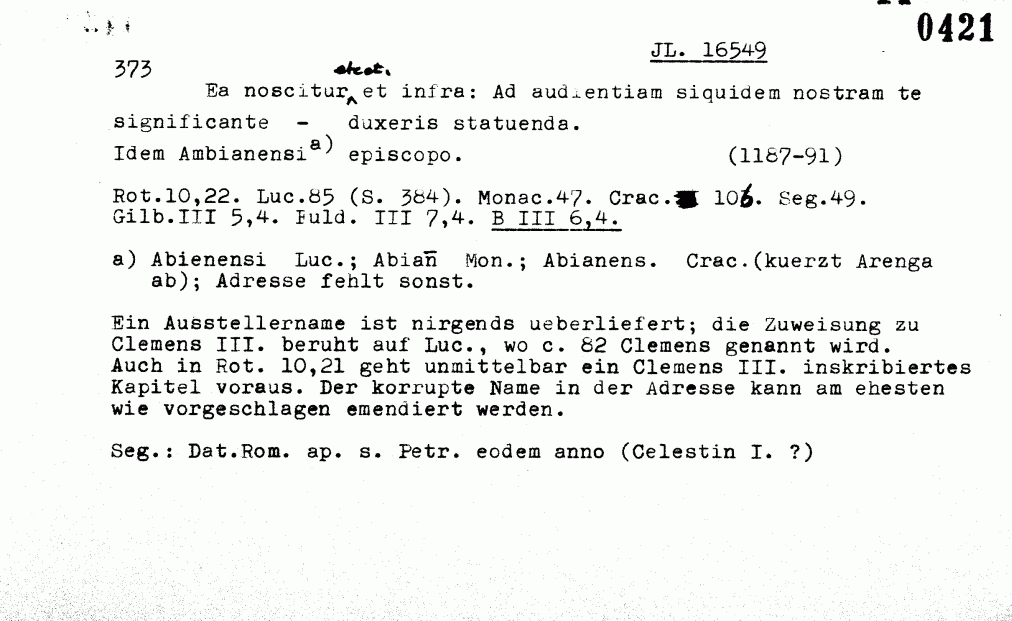 0421
JL. 16549
373
Ea noscitur et infra: Ad audientiam siquidem nostram te
significante - duxeris statuenda.
Idem Ambianensi a) episcopo. (1187-91)
Rot.10,22. Luc.85 (S. 384). Monac.47. Crac. 106. Seg.49.
Gilb.III 5,4. Fuld. III 7,4. B III 6,4.
a) Abienensi Luc.; Abian̄ Mon.; Abianens. Crac.(kuerzt Arenga
ab); Adresse fehlt sonst.
Ein Ausstellername ist nirgends ueberliefert; die Zuweisung zu
Clemens III. beruht auf Luc., wo c. 82 Clemens genannt wird.
Auch in Rot. 10,21 geht unmittelbar ein Clemens III. inskribiertes
Kapitel voraus. Der korrupte Name in der Adresse kann am ehesten
wie vorgeschlagen emendiert werden.
Seg.: Dat.Rom. ap. s. Petr. eodem anno (Celestin I. ?)